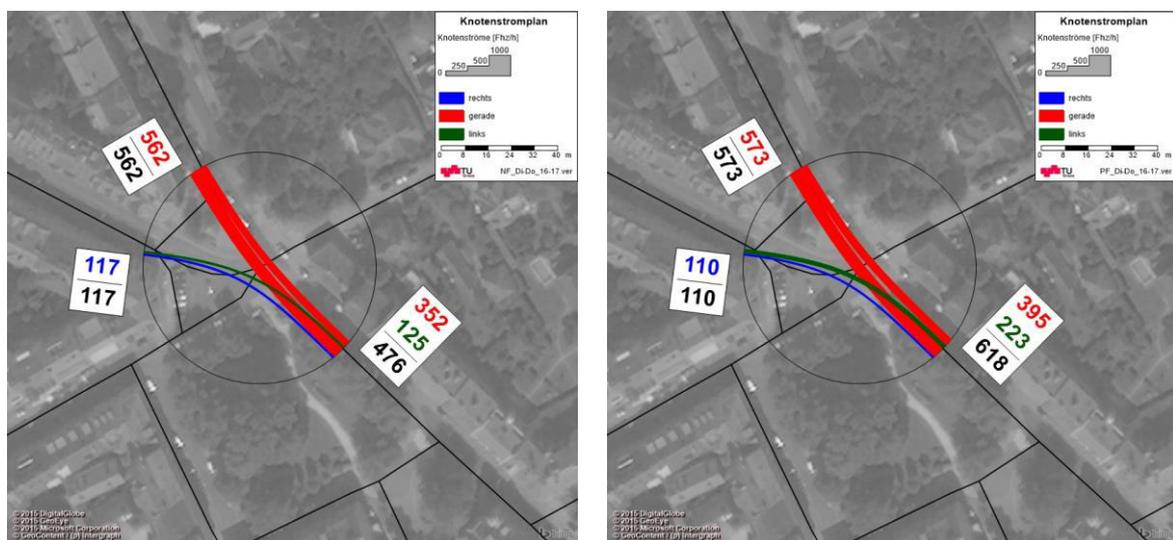 Knotenstromplan
Knotenströme [Fhz/h]
1000
500
250
0
rechts
gerade
links
0 8 16 24 32 40 m
TU
NF_Di-Do_16-17.ver
562
562
117
117
352
125
476
© 2015 DigitalGlobe
© 2015 GeoEye
© 2015 Microsoft Corporation
© GeoContent / (p) Intergraph
Knotenstromplan
Knotenströme [Fhz/h]
1000
500
250
0
rechts
gerade
links
0 8 16 24 32 40 m
TU
PF_Di-Do_16-17.ver
573
573
110
110
395
223
618
© 2015 DigitalGlobe
© 2015 GeoEye
© 2015 Microsoft Corporation
© GeoContent / (p) Intergraph